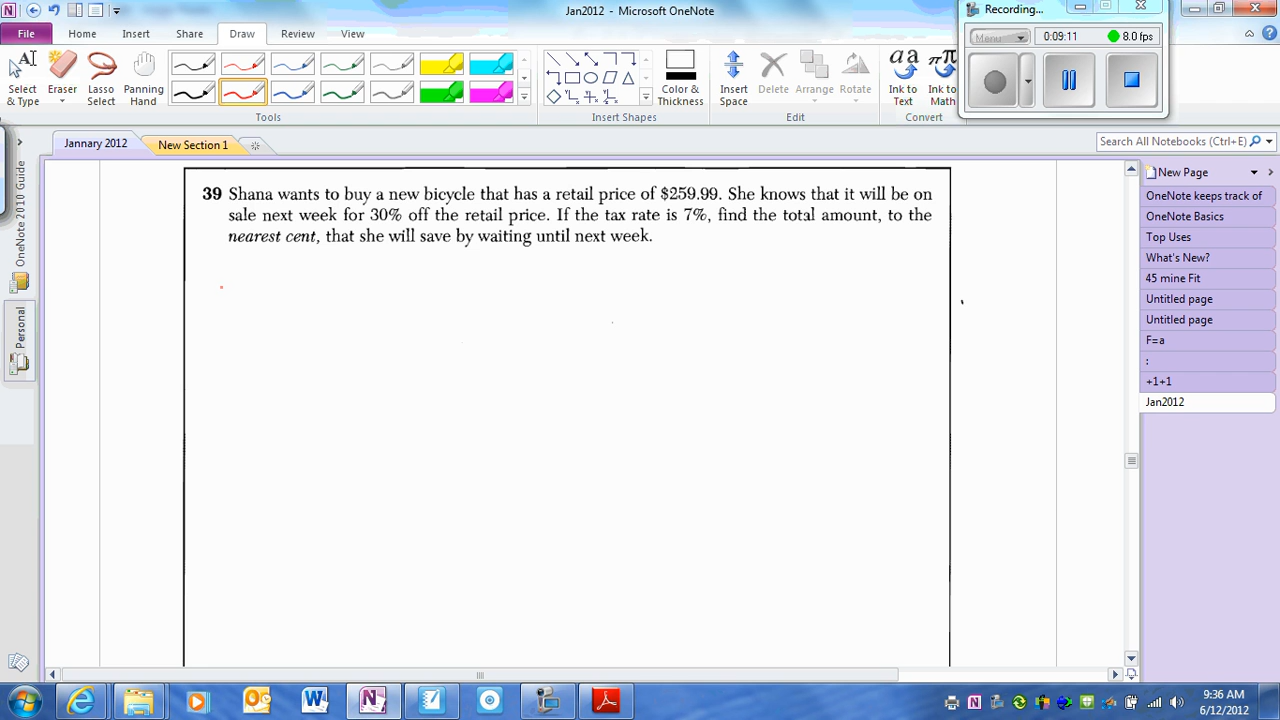 Jan2012 - Microsoft OneNote
Recording...
File Home Insert Share Draw Review View
Menu 0:09:11 8.0 fps
Select & Type
Eraser
Lasso Select
Panning Hand
Color & Thickness
Insert Space
Delete
Arrange
Rotate
Ink to Text
Ink to Math
Tools
Insert Shapes
Edit
Convert
Jannary 2012
New Section 1
Search All Notebooks (Ctrl+E)
39 Shana wants to buy a new bicycle that has a retail price of $259.99. She knows that it will be on
sale next week for 30% off the retail price. If the tax rate is 7%, find the total amount, to the
nearest cent, that she will save by waiting until next week.
OneNote 2010 Guide
Personal
New Page
OneNote keeps track of
OneNote Basics
Top Uses
What's New?
45 mine Fit
Untitled page
Untitled page
F=a
:
+1+1
Jan2012
9:36 AM
6/12/2012